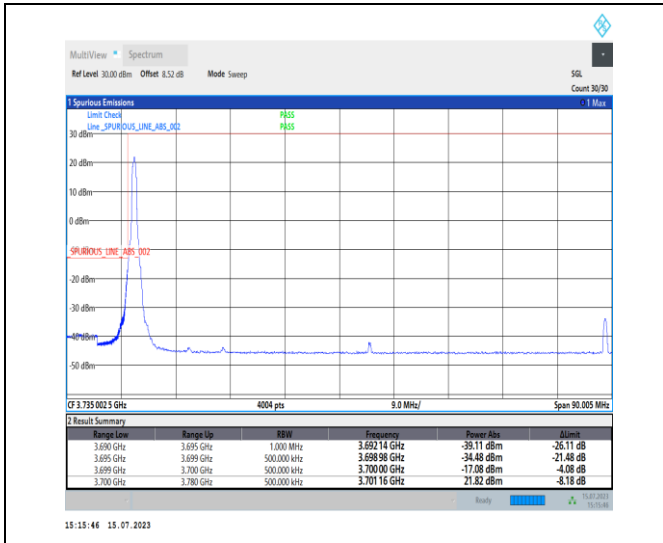 MultiView Spectrum
Ref Level 30.00 dBm Offset 8.52 dB Mode Sweep SGL
Count 30/30
1 Spurious Emissions 1 Max
Limit Check PASS
Line _SPURIOUS_LINE_ABS_002 PASS
30 dBm
20 dBm
10 dBm
0 dBm
_SPURIOUS_LINE_ABS_002
-20 dBm
-30 dBm
-40 dBm
-50 dBm
CF 3.735 002 5 GHz 4004 pts 9.0 MHz/ Span 90.005 MHz
2 Result Summary
Range Low Range Up RBW Frequency Power Abs ΔLimit
3.690 GHz 3.695 GHz 1.000 MHz 3.692 14 GHz -39.11 dBm -26.11 dB
3.695 GHz 3.699 GHz 500.000 kHz 3.698 98 GHz -34.48 dBm -21.48 dB
3.699 GHz 3.700 GHz 500.000 kHz 3.700 00 GHz -17.08 dBm -4.08 dB
3.700 GHz 3.780 GHz 500.000 kHz 3.701 16 GHz 21.82 dBm -8.18 dB
Ready 15.07.2023
15:15:46
15:15:46 15.07.2023